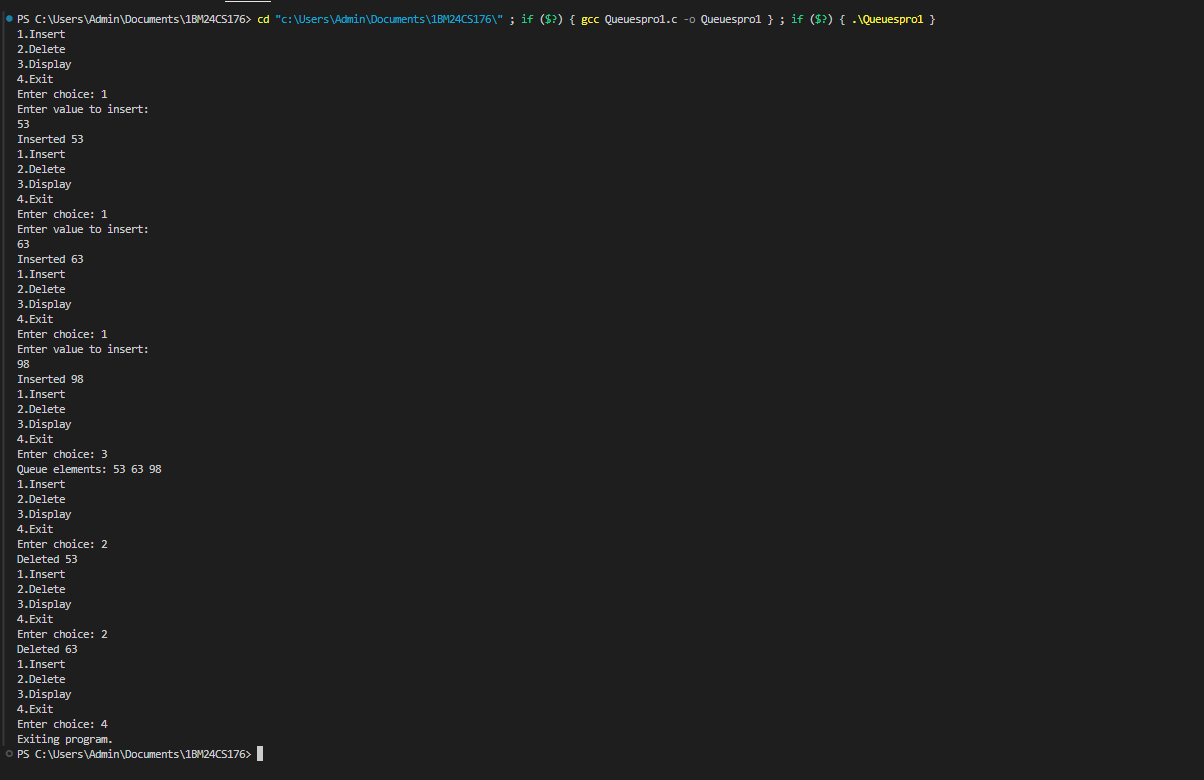 PS C:\Users\Admin\Documents\1BM24CS176> cd "c:\Users\Admin\Documents\1BM24CS176\" ; if ($?) { gcc Queuespro1.c -o Queuespro1 } ; if ($?) { .\Queuespro1 }
1.Insert
2.Delete
3.Display
4.Exit
Enter choice: 1
Enter value to insert:
53
Inserted 53
1.Insert
2.Delete
3.Display
4.Exit
Enter choice: 1
Enter value to insert:
63
Inserted 63
1.Insert
2.Delete
3.Display
4.Exit
Enter choice: 1
Enter value to insert:
98
Inserted 98
1.Insert
2.Delete
3.Display
4.Exit
Enter choice: 3
Queue elements: 53 63 98
1.Insert
2.Delete
3.Display
4.Exit
Enter choice: 2
Deleted 53
1.Insert
2.Delete
3.Display
4.Exit
Enter choice: 2
Deleted 63
1.Insert
2.Delete
3.Display
4.Exit
Enter choice: 4
Exiting program.
PS C:\Users\Admin\Documents\1BM24CS176>